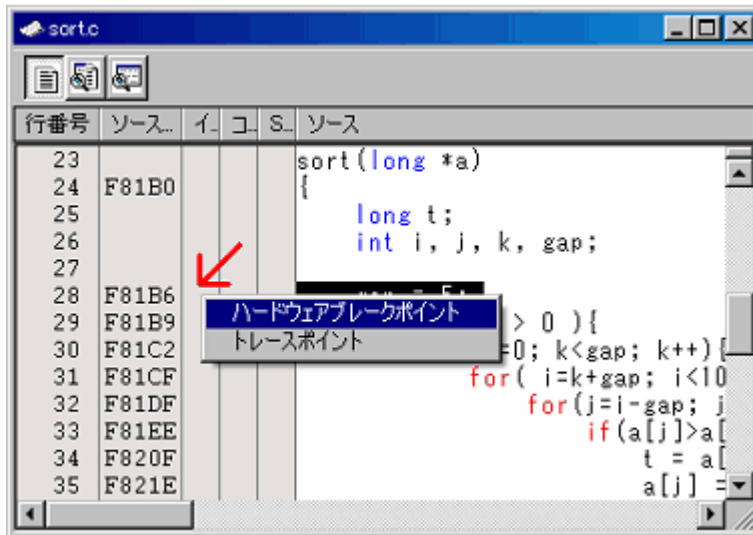 sort.c
行番号 ソース... イ... コ... S... ソース
23 sort(long *a)
24 F81B0 {
25 long t;
26 int i, j, k, gap;
27
28 F81B6
ハードウェアブレークポイント
29 F81B9 > 0 ){
トレースポイント
30 F81C2 =0; k<gap; k++){
31 F81CF for( i=k+gap; i<10
32 F81DF for(j=i-gap; j
33 F81EE if(a[j]>a[
34 F820F t = a[
35 F821E a[j] =